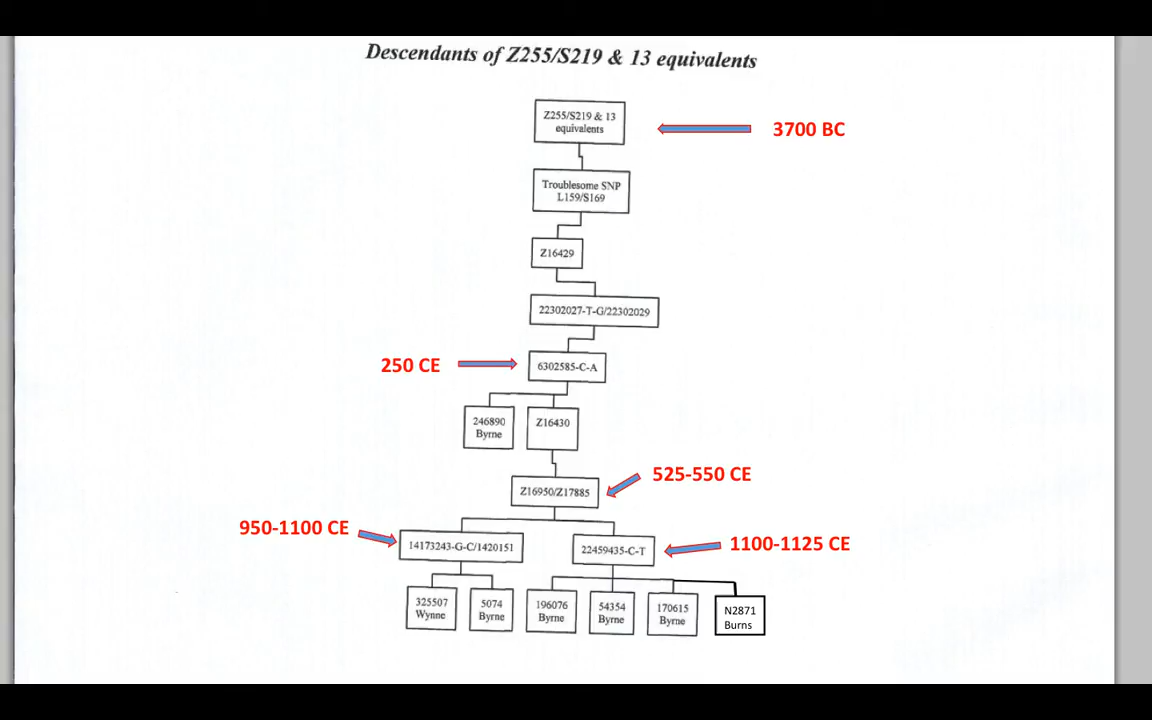 Descendants of Z255/S219 & 13 equivalents
Z255/S219 & 13
equivalents
3700 BC
Troublesome SNP
L159/S169
Z16429
22302027-T-G/22302029
250 CE
6302585-C-A
246890
Byrne
Z16430
525-550 CE
Z16950/Z17885
950-1100 CE
14173243-G-C/1420151
22459435-C-T
1100-1125 CE
325507
Wynne
5074
Byrne
196076
Byrne
54354
Byrne
170615
Byrne
N2871
Burns